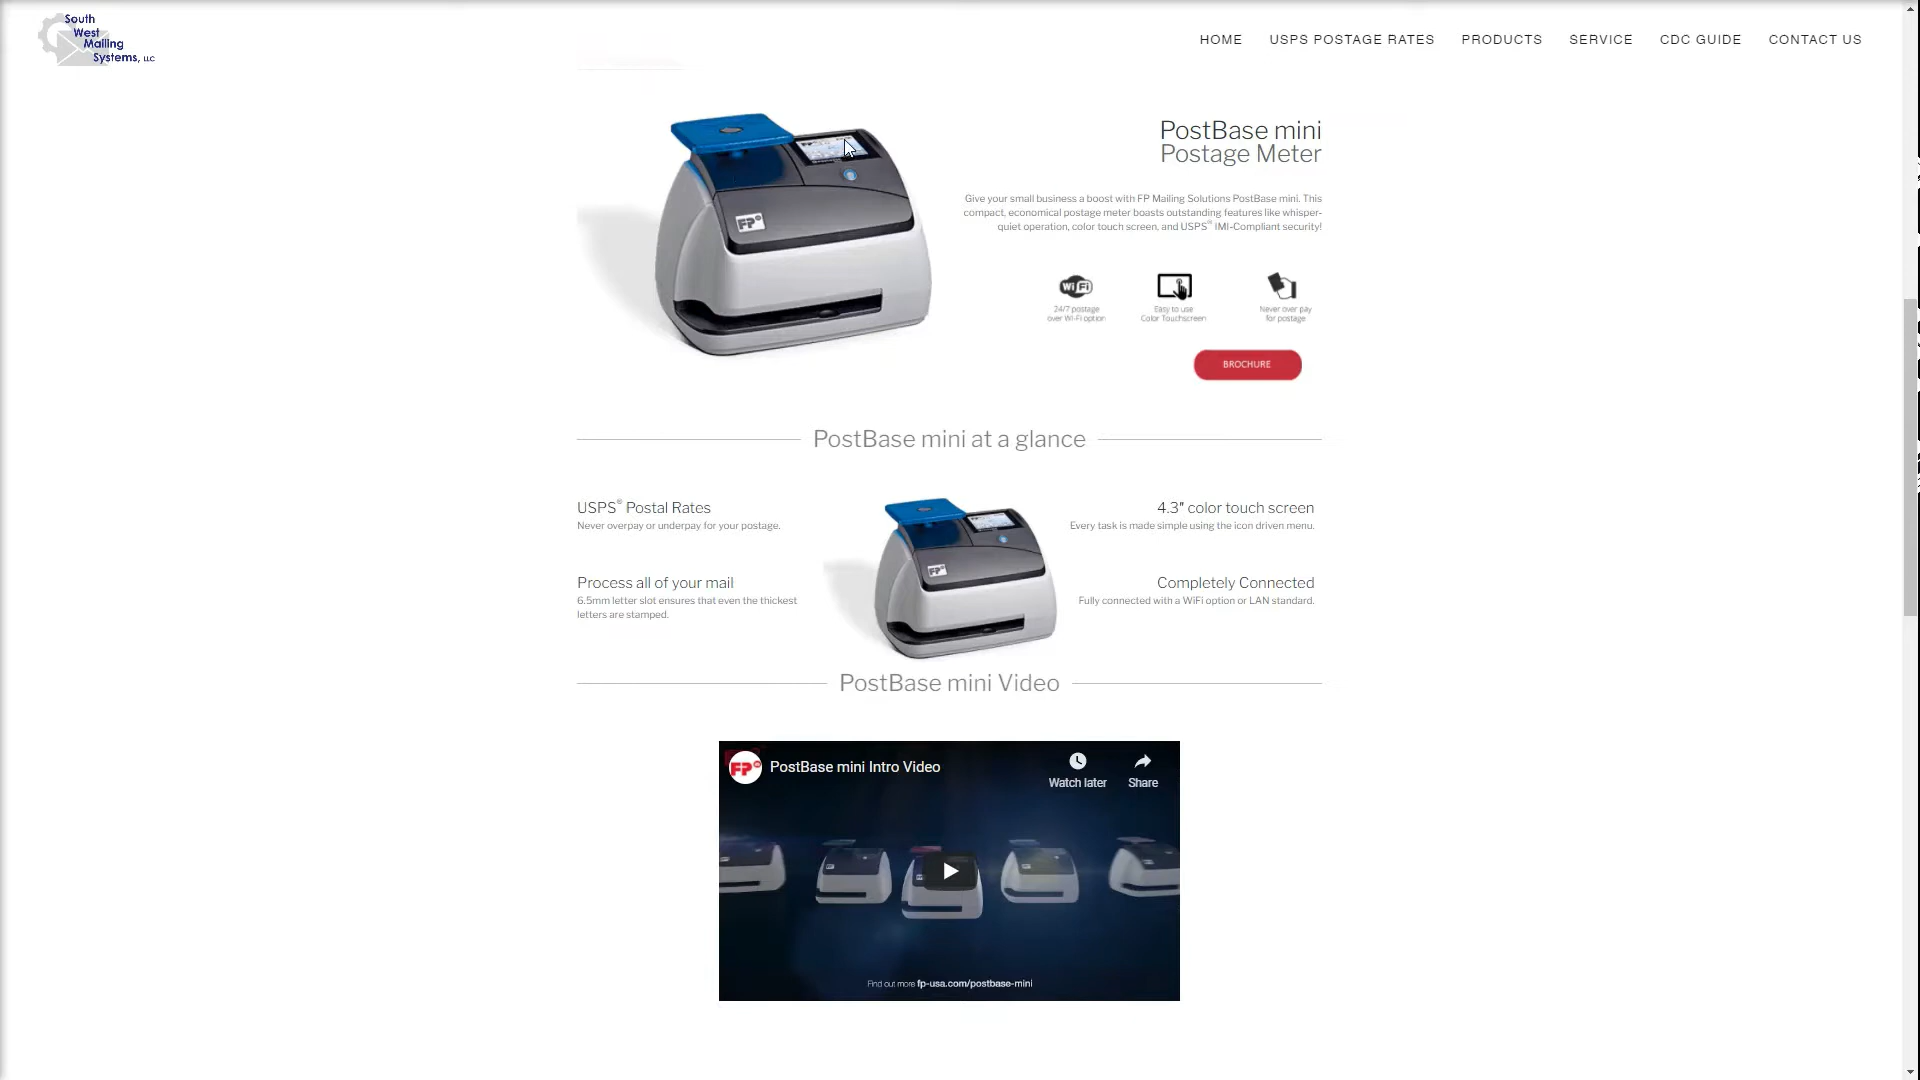 South
West
Mailing
Systems, LLC
HOME USPS POSTAGE RATES PRODUCTS SERVICE CDC GUIDE CONTACT US
PostBase mini
Postage Meter
Give your small business a boost with FP Mailing Solutions PostBase mini. This
compact, economical postage meter boasts outstanding features like whisper-
quiet operation, color touch screen, and USPS® IMI-Compliant security!
FP
WiFi
24/7 postage
over Wi-Fi option
Easy to use
Color Touchscreen
Never over pay
for postage
BROCHURE
PostBase mini at a glance
USPS® Postal Rates
Never overpay or underpay for your postage.
Process all of your mail
6.5mm letter slot ensures that even the thickest
letters are stamped.
FP
4.3" color touch screen
Every task is made simple using the icon driven menu.
Completely Connected
Fully connected with a WiFi option or LAN standard.
PostBase mini Video
FP
PostBase mini Intro Video
Watch later
Share
Find out more fp-usa.com/postbase-mini